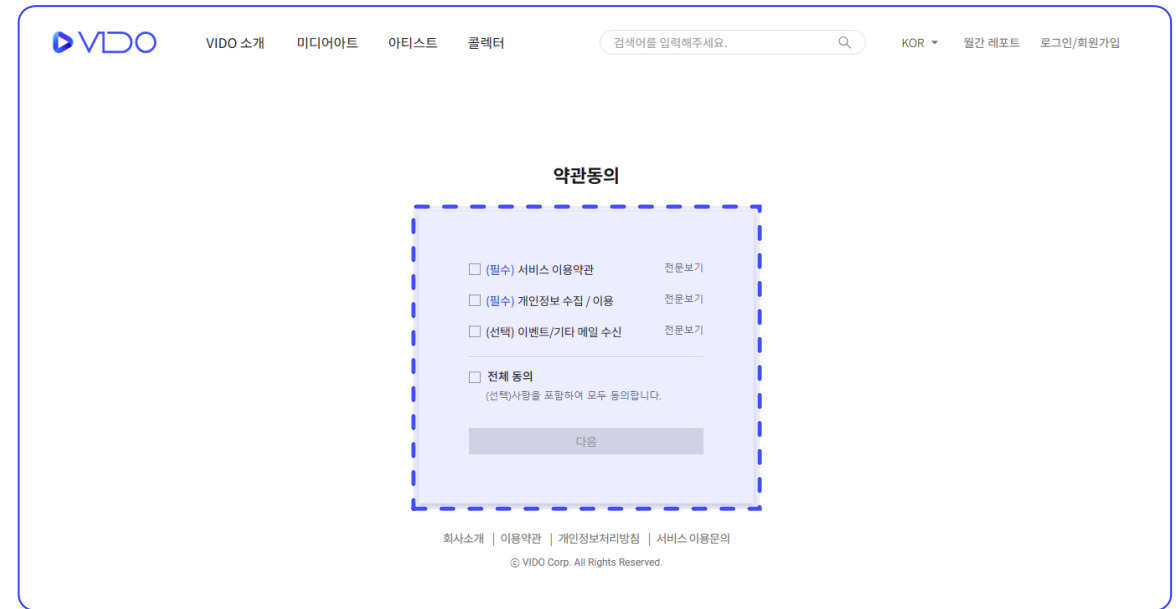 VIDO VIDO 소개 미디어아트 아티스트 콜렉터 검색어를 입력해주세요. KOR 월간 레포트 로그인/회원가입
약관동의
(필수) 서비스 이용약관 전문보기
(필수) 개인정보 수집 / 이용 전문보기
(선택) 이벤트/기타 메일 수신 전문보기
전체 동의
(선택)사항을 포함하여 모두 동의합니다.
다음
회사소개 | 이용약관 | 개인정보처리방침 | 서비스 이용문의
ⓒ VIDO Corp. All Rights Reserved.